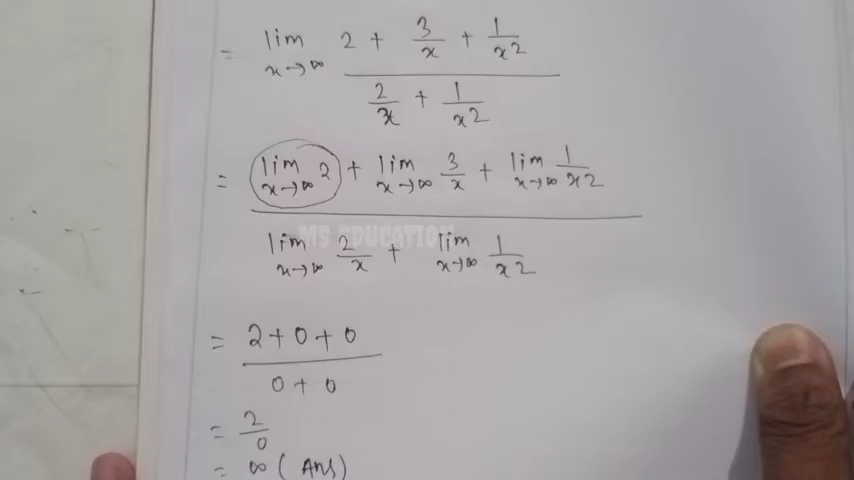 = lim x→∞ 2 + 3/x + 1/x2
2/x + 1/x2
= lim x→∞ 2 + lim x→∞ 3/x + lim x→∞ 1/x2
MS EDUCATION
lim x→∞ 2/x + lim x→∞ 1/x2
= 2+0+0
0+0
= 2/0
= ∞ (Ans)